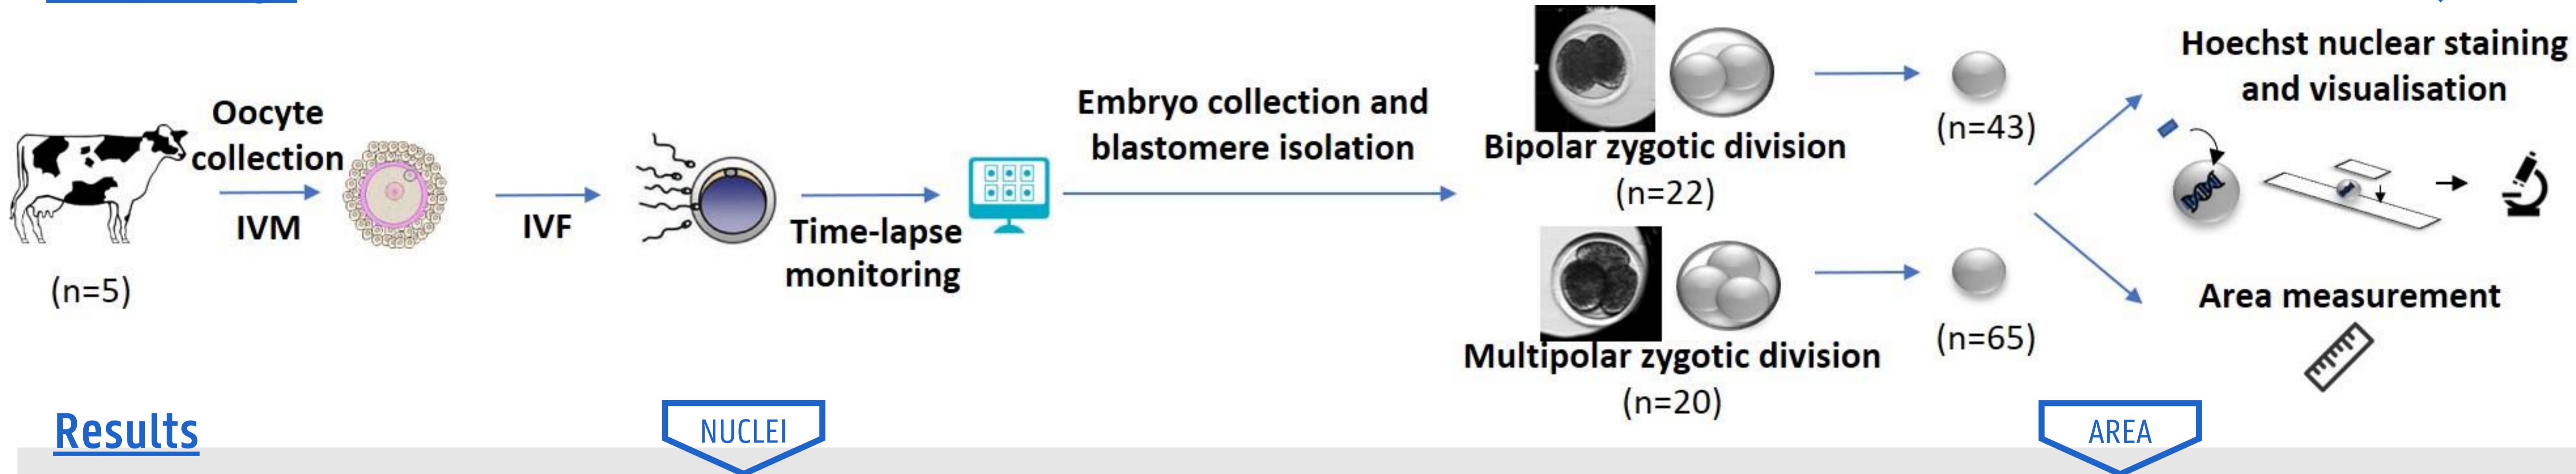 Oocyte
collection
IVM
(n=5)
IVF
Time-lapse
monitoring
Embryo collection and
blastomere isolation
Bipolar zygotic division
(n=22)
(n=43)
Multipolar zygotic division
(n=20)
(n=65)
Hoechst nuclear staining
and visualisation
Area measurement
Results
NUCLEI
AREA